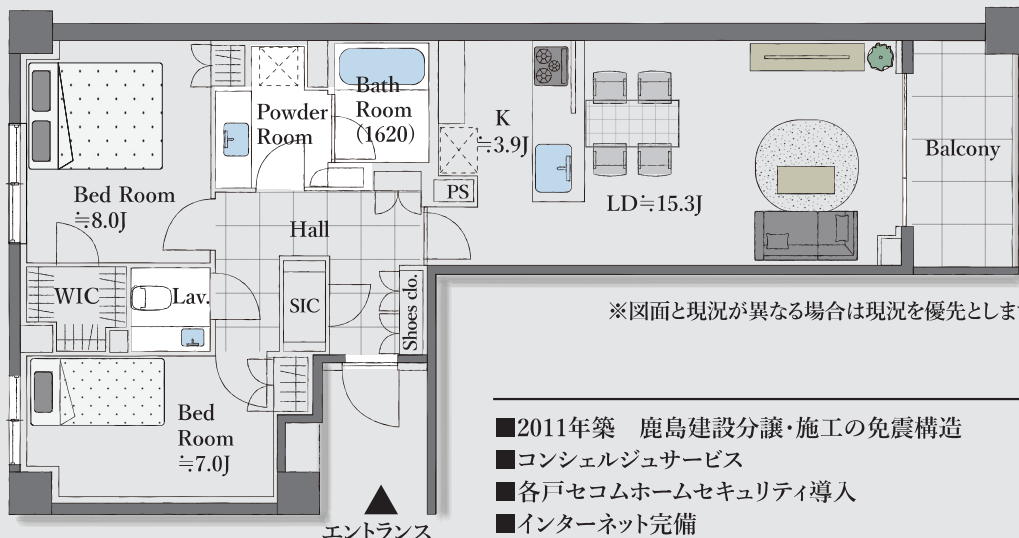 Powder
Room
Bath
Room
(1620)
K
≒3.9J
Balcony
Bed Room
≒8.0J
PS
LD≒15.3J
Hall
WIC
Lav.
SIC
Shoes clo.
※図面と現況が異なる場合は現況を優先としま
Bed
Room
≒7.0J
エントランス
■2011年築 鹿島建設分譲・施工の免震構造
■コンシェルジュサービス
■各戸セコムホームセキュリティ導入
■インターネット完備